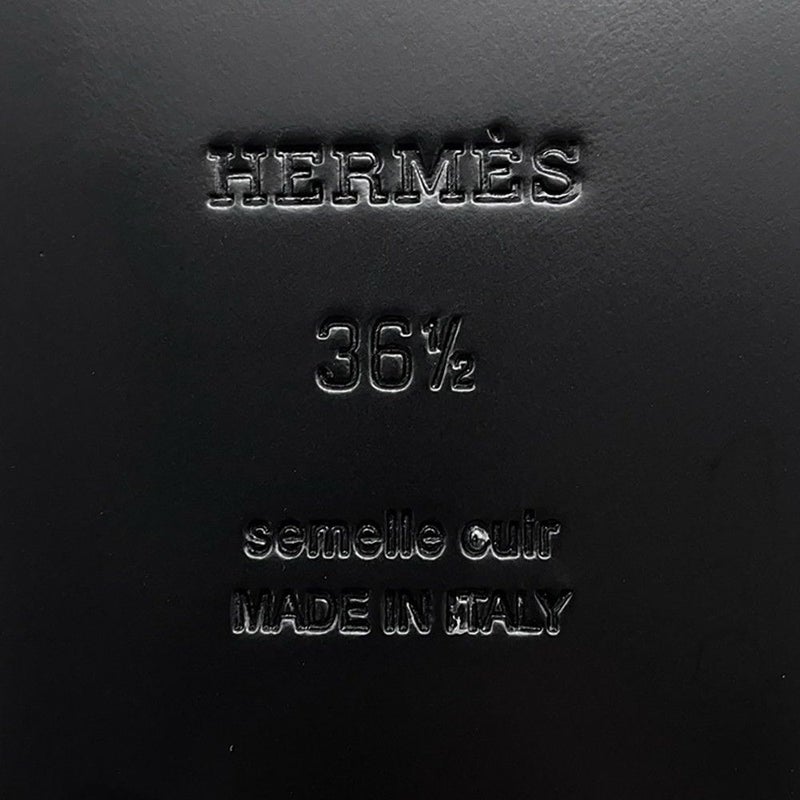 HERMÈS
36½
semelle cuir
MADE IN ITALY